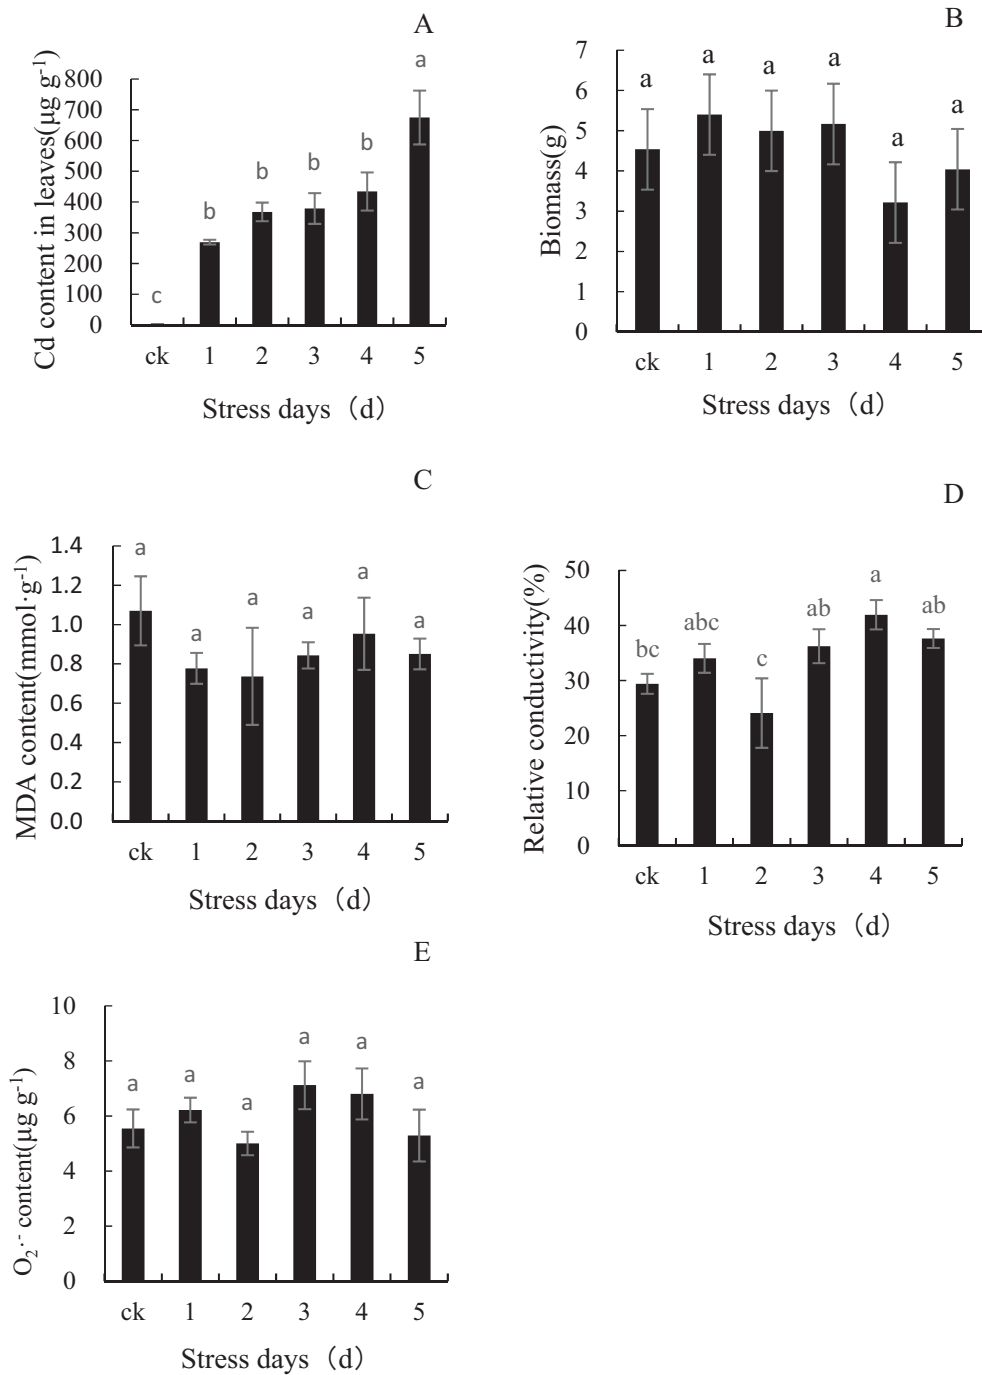 A
Cd content in leaves(μg g-1)
800
700
600
500
400
300
200
100
0
c
b
b
b
b
a
ck 1 2 3 4 5
Stress days（d）
B
Biomass(g)
7
6
5
4
3
2
1
0
a
a
a
a
a
a
ck 1 2 3 4 5
Stress days（d）
C
MDA content(mmol·g-1)
1.4
1.2
1.0
0.8
0.6
0.4
0.2
0.0
a
a
a
a
a
a
ck 1 2 3 4 5
Stress days（d）
D
Relative conductivity(%)
50
40
30
20
10
0
bc
abc
c
ab
a
ab
ck 1 2 3 4 5
Stress days（d）
E
O2·- content(μg g-1)
10
8
6
4
2
0
a
a
a
a
a
a
ck 1 2 3 4 5
Stress days（d）